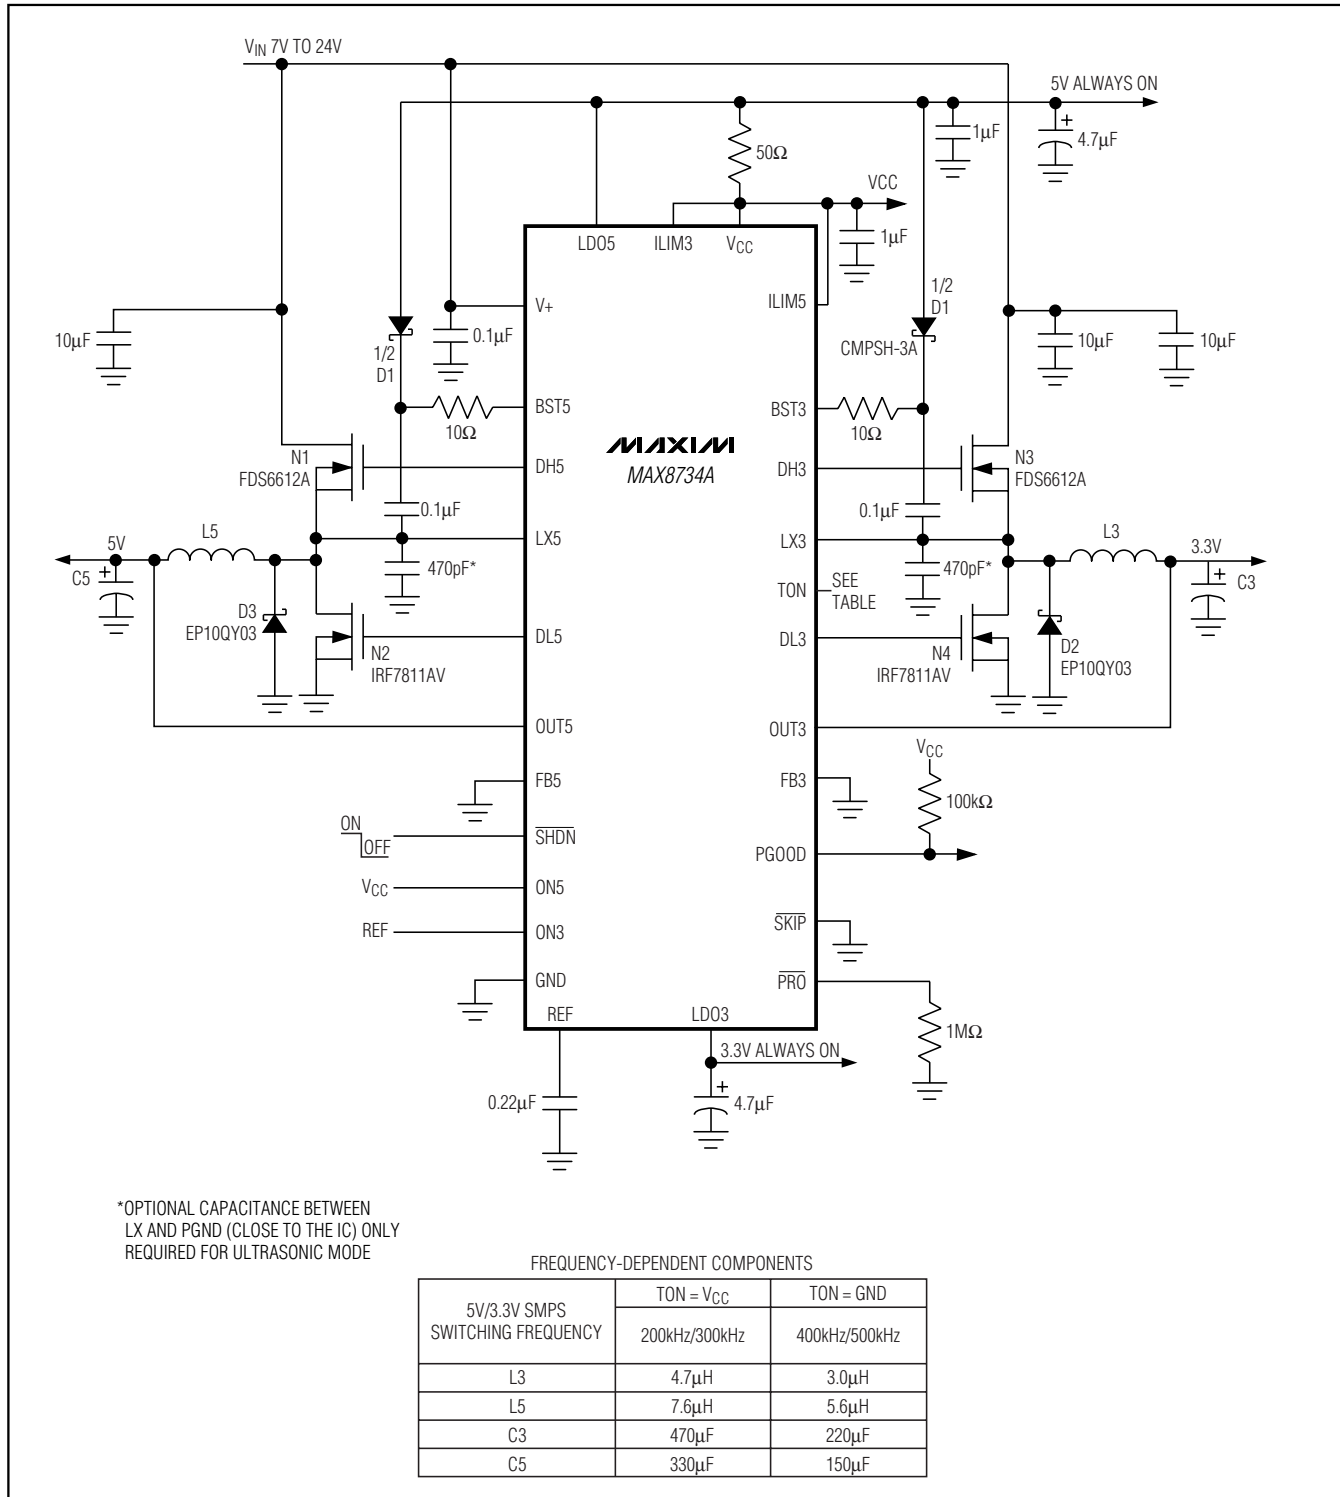 VIN 7V TO 24V
5V ALWAYS ON
1µF
+
4.7µF
50Ω
VCC
1µF
LDO5
ILIM3
VCC
ILIM5
V+
1/2
D1
10µF
0.1µF
1/2
D1
CMPSH-3A
10µF
10µF
BST5
10Ω
BST3
10Ω
MAXIM
MAX8734A
N1
FDS6612A
DH5
DH3
N3
FDS6612A
0.1µF
0.1µF
5V
L5
LX5
LX3
L3
3.3V
C5
+
470pF*
470pF*
+
C3
TON
SEE
TABLE
D3
EP10QY03
DL5
DL3
N2
IRF7811AV
N4
IRF7811AV
D2
EP10QY03
OUT5
OUT3
VCC
FB5
FB3
100kΩ
ON
OFF
SHDN
PGOOD
VCC
ON5
REF
ON3
SKIP
GND
PRO
REF
LDO3
1MΩ
3.3V ALWAYS ON
0.22µF
+
4.7µF
*OPTIONAL CAPACITANCE BETWEEN
LX AND PGND (CLOSE TO THE IC) ONLY
REQUIRED FOR ULTRASONIC MODE
FREQUENCY-DEPENDENT COMPONENTS
5V/3.3V SMPS
SWITCHING FREQUENCY
TON = VCC
TON = GND
200kHz/300kHz
400kHz/500kHz
L3 4.7µH 3.0µH
L5 7.6µH 5.6µH
C3 470µF 220µF
C5 330µF 150µF